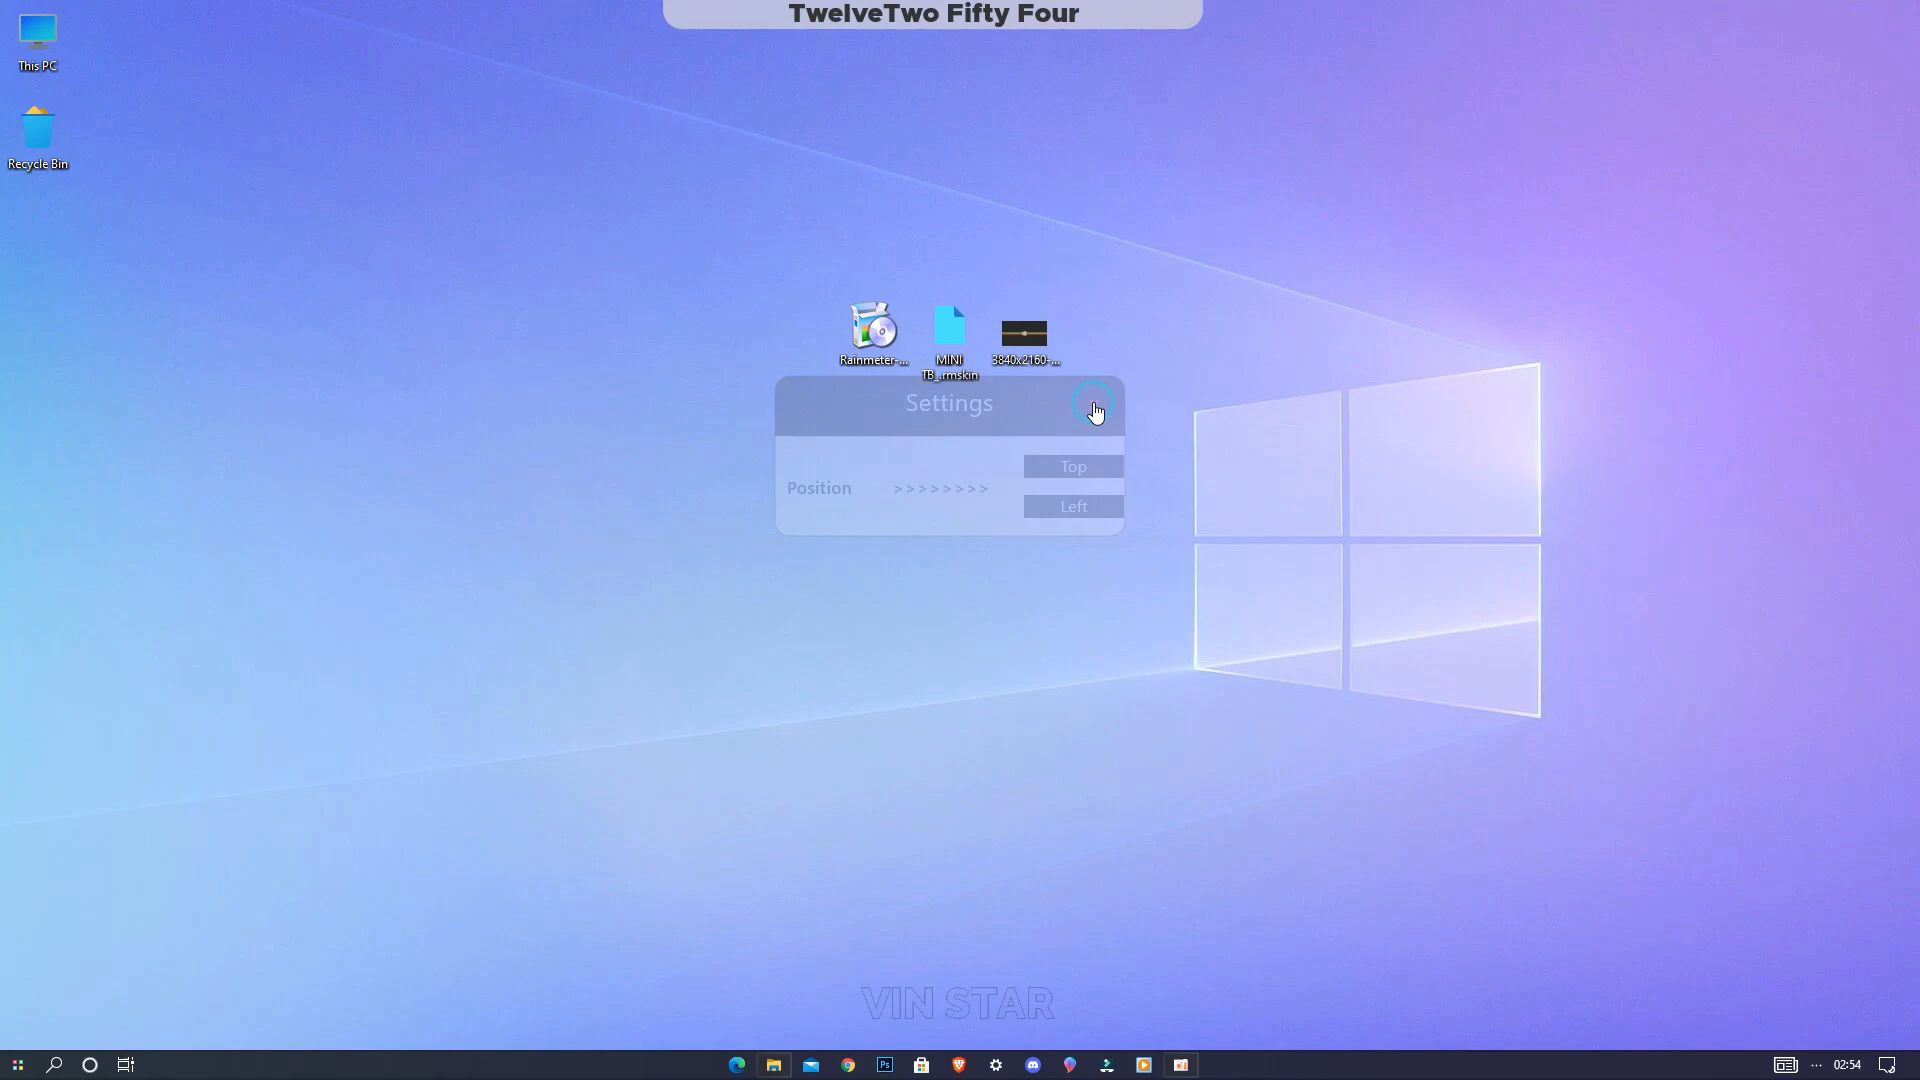 TwelveTwo Fifty Four
This PC
Recycle Bin
Rainmeter-...
MINI
TB_.rmskin
3840x2160-...
Settings
Top
Position >>>>>>>>
Left
VIN STAR
Ps
02:54